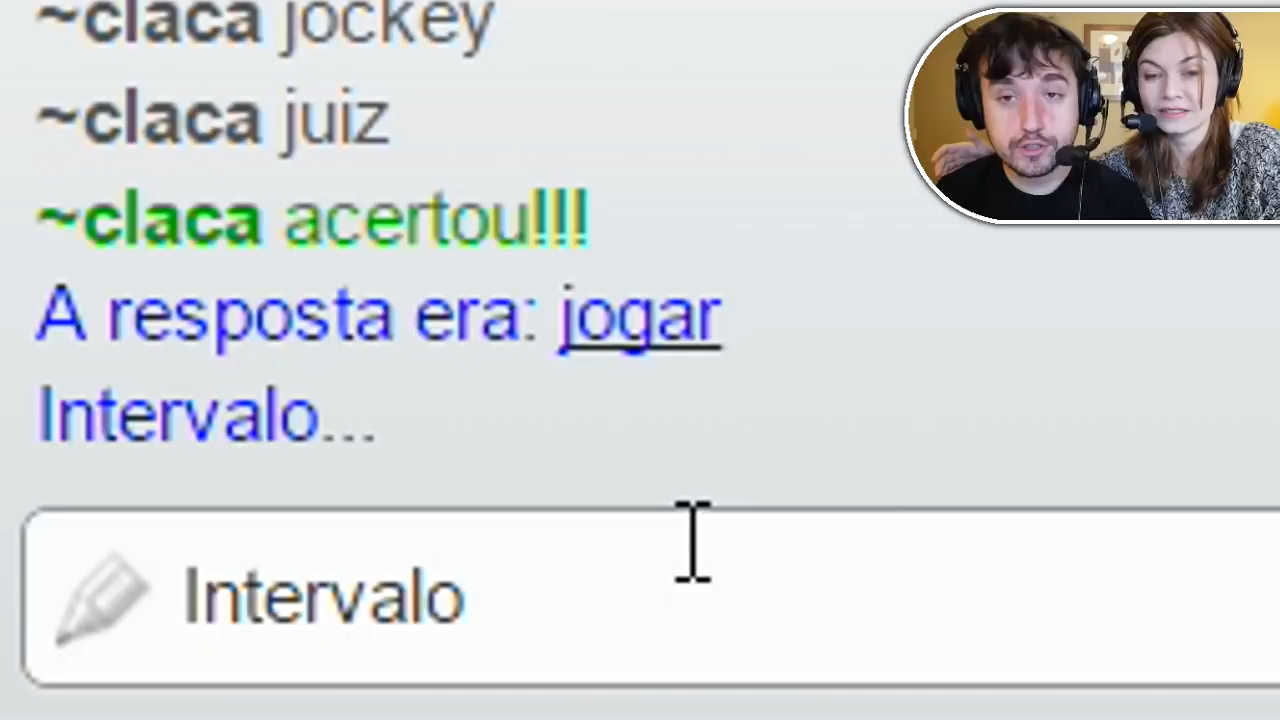 ~claca jockey
~claca juiz
~claca acertou!!!
A resposta era: jogar
Intervalo...
Intervalo